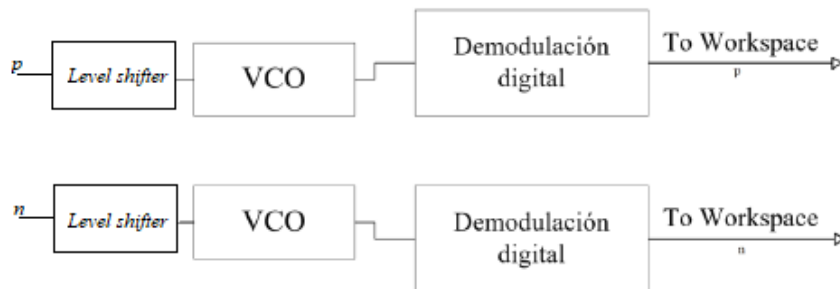 p
Level shifter
VCO
Demodulación
digital
To Workspace
p
n
Level shifter
VCO
Demodulación
digital
To Workspace
n